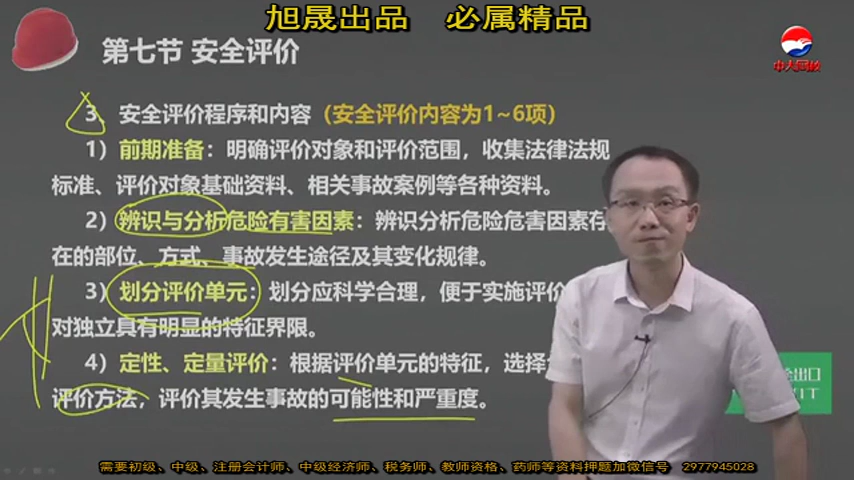 旭晟出品 必属精品
第七节 安全评价
中大网校
3、安全评价程序和内容（安全评价内容为1~6项）
1）前期准备：明确评价对象和评价范围，收集法律法规
标准、评价对象基础资料、相关事故案例等各种资料。
2）辨识与分析危险有害因素：辨识分析危险危害因素存
在的部位、方式、事故发生途径及其变化规律。
3）划分评价单元：划分应科学合理，便于实施评价
对独立具有明显的特征界限。
4）定性、定量评价：根据评价单元的特征，选择
评价方法，评价其发生事故的可能性和严重度。
出口
需要初级、中级、注册会计师、中级经济师、税务师、教师资格、药师等资料押题加微信号 2977945028